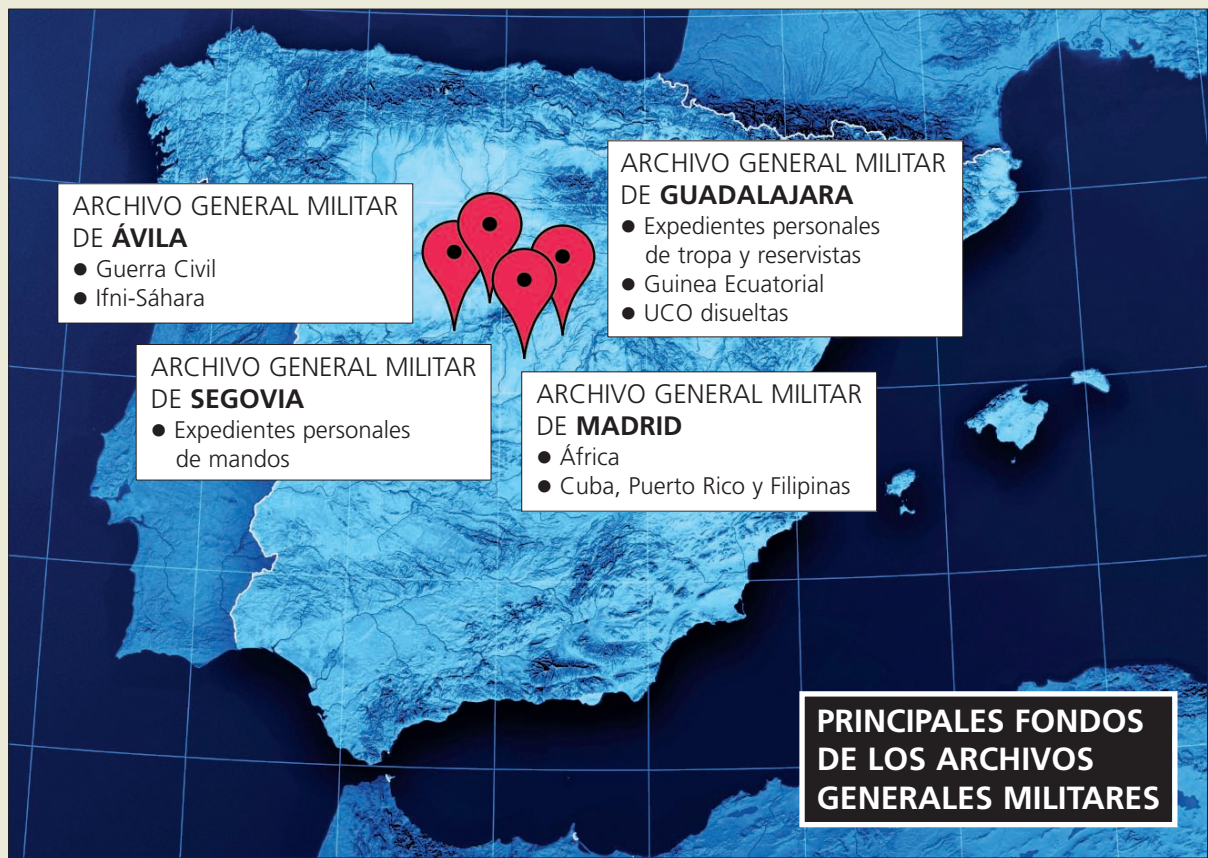 ARCHIVO GENERAL MILITAR
DE ÁVILA
● Guerra Civil
● Ifni-Sáhara
ARCHIVO GENERAL MILITAR
DE GUADALAJARA
● Expedientes personales
de tropa y reservistas
● Guinea Ecuatorial
● UCO disueltas
ARCHIVO GENERAL MILITAR
DE SEGOVIA
● Expedientes personales
de mandos
ARCHIVO GENERAL MILITAR
DE MADRID
● África
● Cuba, Puerto Rico y Filipinas
PRINCIPALES FONDOS
DE LOS ARCHIVOS
GENERALES MILITARES